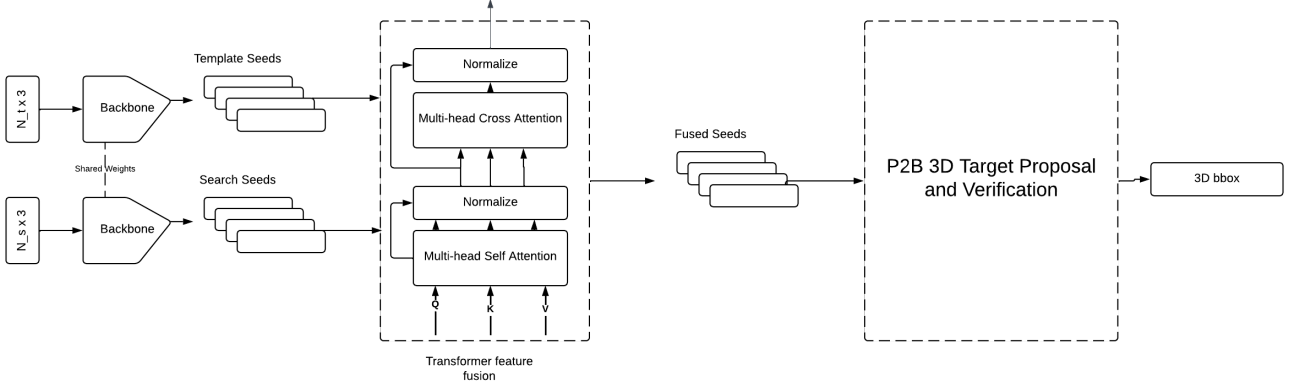 N_t x 3
Backbone
Template Seeds
Shared Weights
N_s x 3
Backbone
Search Seeds
Normalize
Multi-head Cross Attention
Normalize
Multi-head Self Attention
Q
K
V
Transformer feature
fusion
Fused Seeds
P2B 3D Target Proposal
and Verification
3D bbox